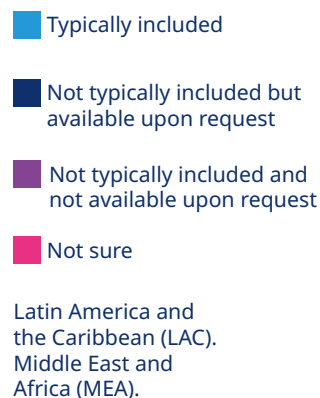 Typically included
Not typically included but
available upon request
Not typically included and
not available upon request
Not sure
Latin America and
the Caribbean (LAC).
Middle East and
Africa (MEA).